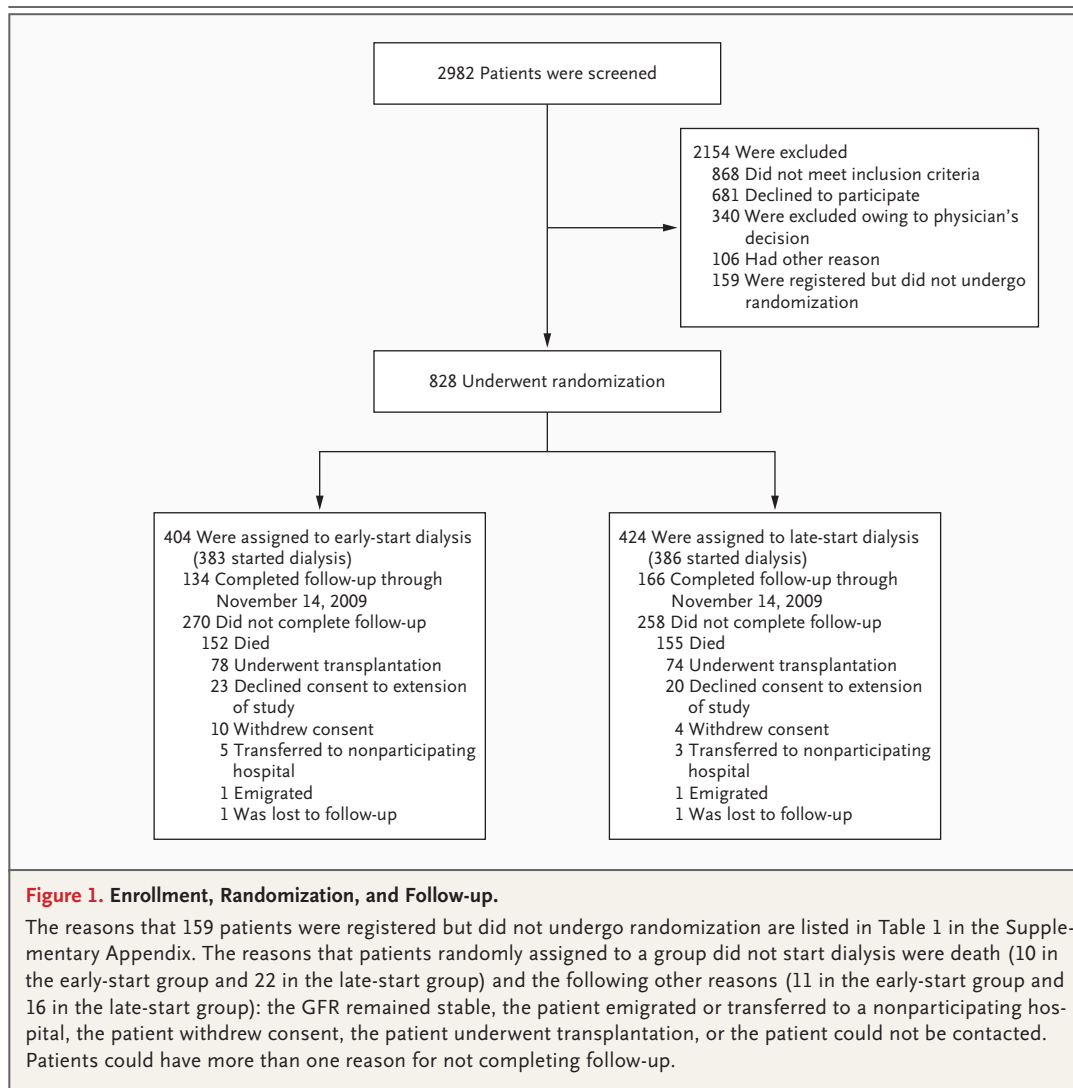 2982 Patients were screened
2154 Were excluded
868 Did not meet inclusion criteria
681 Declined to participate
340 Were excluded owing to physician’s
decision
106 Had other reason
159 Were registered but did not undergo
randomization
828 Underwent randomization
404 Were assigned to early-start dialysis
(383 started dialysis)
134 Completed follow-up through
November 14, 2009
270 Did not complete follow-up
152 Died
78 Underwent transplantation
23 Declined consent to extension
of study
10 Withdrew consent
5 Transferred to nonparticipating
hospital
1 Emigrated
1 Was lost to follow-up
424 Were assigned to late-start dialysis
(386 started dialysis)
166 Completed follow-up through
November 14, 2009
258 Did not complete follow-up
155 Died
74 Underwent transplantation
20 Declined consent to extension
of study
4 Withdrew consent
3 Transferred to nonparticipating
hospital
1 Emigrated
1 Was lost to follow-up
Figure 1. Enrollment, Randomization, and Follow-up.
The reasons that 159 patients were registered but did not undergo randomization are listed in Table 1 in the Supple-
mentary Appendix. The reasons that patients randomly assigned to a group did not start dialysis were death (10 in
the early-start group and 22 in the late-start group) and the following other reasons (11 in the early-start group and
16 in the late-start group): the GFR remained stable, the patient emigrated or transferred to a nonparticipating hos-
pital, the patient withdrew consent, the patient underwent transplantation, or the patient could not be contacted.
Patients could have more than one reason for not completing follow-up.